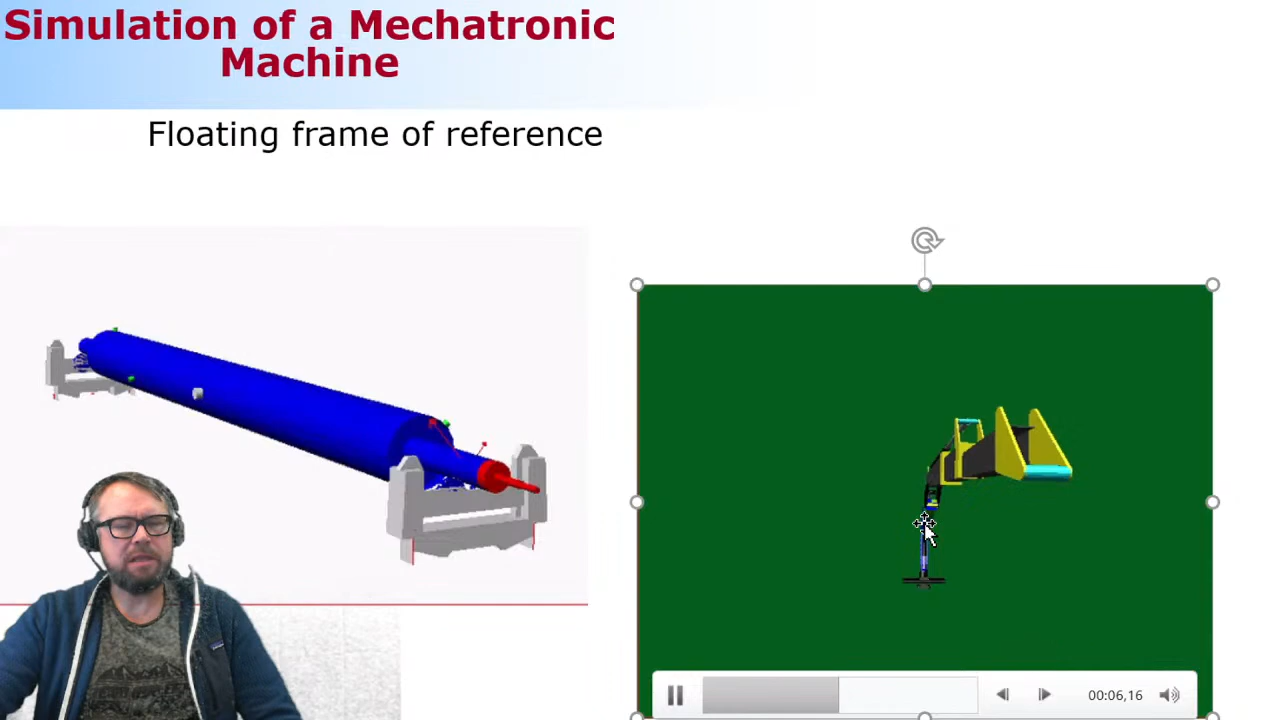 Simulation of a Mechatronic
Machine
Floating frame of reference
00:06,16